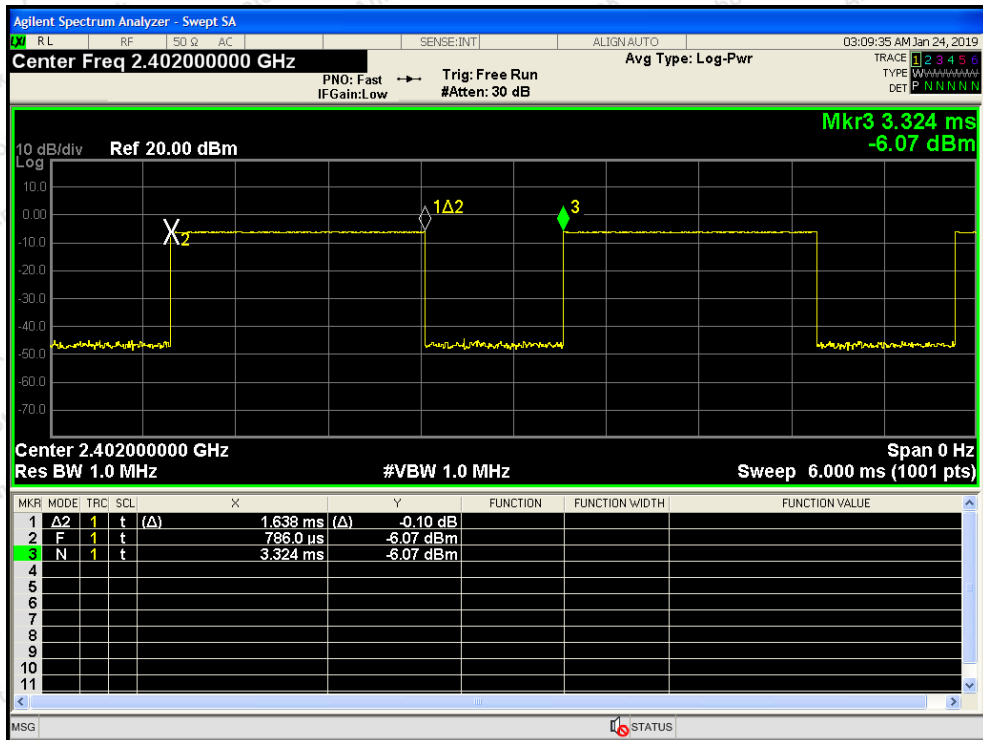 Agilent Spectrum Analyzer - Swept SA
LXI RL RF 50 Ω AC SENSE:INT ALIGN AUTO 03:09:35 AM Jan 24, 2019
Center Freq 2.402000000 GHz Avg Type: Log-Pwr TRACE 1 2 3 4 5 6
PNO: Fast Trig: Free Run TYPE WWWWWW
IFGain:Low #Atten: 30 dB DET P N N N N N
Mkr3 3.324 ms
10 dB/div Ref 20.00 dBm -6.07 dBm
Log
10.0
1Δ2 3
0.00
X2
-10.0
-20.0
-30.0
-40.0
-50.0
-60.0
-70.0
Center 2.402000000 GHz Span 0 Hz
Res BW 1.0 MHz #VBW 1.0 MHz Sweep 6.000 ms (1001 pts)
MKR MODE TRC SCL X Y FUNCTION FUNCTION WIDTH FUNCTION VALUE
1 Δ2 1 t (Δ) 1.638 ms (Δ) -0.10 dB
2 F 1 t 786.0 µs -6.07 dBm
3 N 1 t 3.324 ms -6.07 dBm
4
5
6
7
8
9
10
11
MSG STATUS